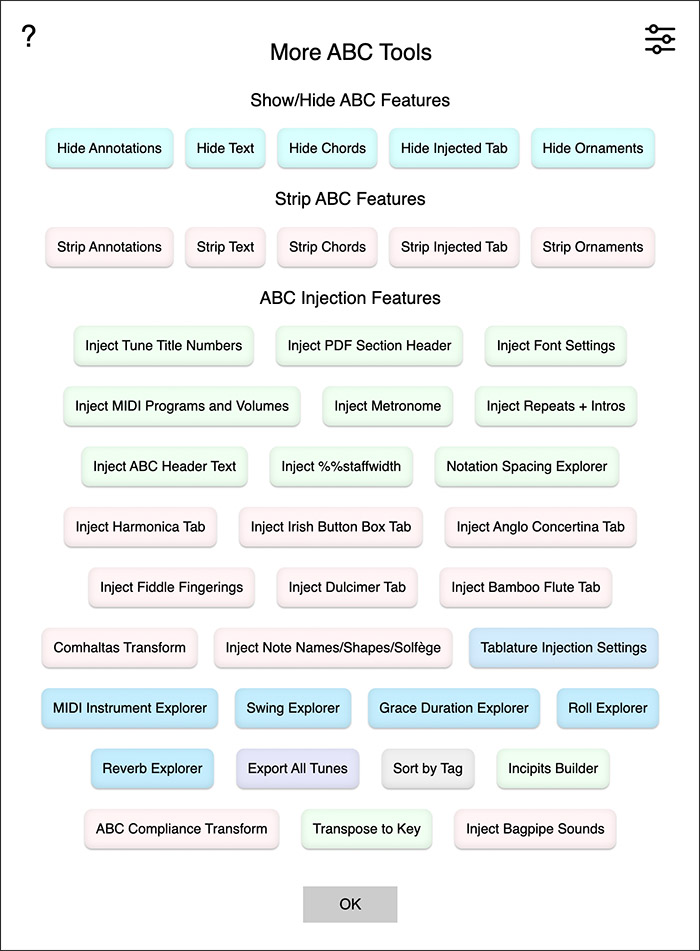 ?
More ABC Tools
Show/Hide ABC Features
Hide Annotations Hide Text Hide Chords Hide Injected Tab Hide Ornaments
Strip ABC Features
Strip Annotations Strip Text Strip Chords Strip Injected Tab Strip Ornaments
ABC Injection Features
Inject Tune Title Numbers Inject PDF Section Header Inject Font Settings
Inject MIDI Programs and Volumes Inject Metronome Inject Repeats + Intros
Inject ABC Header Text Inject %%staffwidth Notation Spacing Explorer
Inject Harmonica Tab Inject Irish Button Box Tab Inject Anglo Concertina Tab
Inject Fiddle Fingerings Inject Dulcimer Tab Inject Bamboo Flute Tab
Comhaltas Transform Inject Note Names/Shapes/Solfège Tablature Injection Settings
MIDI Instrument Explorer Swing Explorer Grace Duration Explorer Roll Explorer
Reverb Explorer Export All Tunes Sort by Tag Incipits Builder
ABC Compliance Transform Transpose to Key Inject Bagpipe Sounds
OK